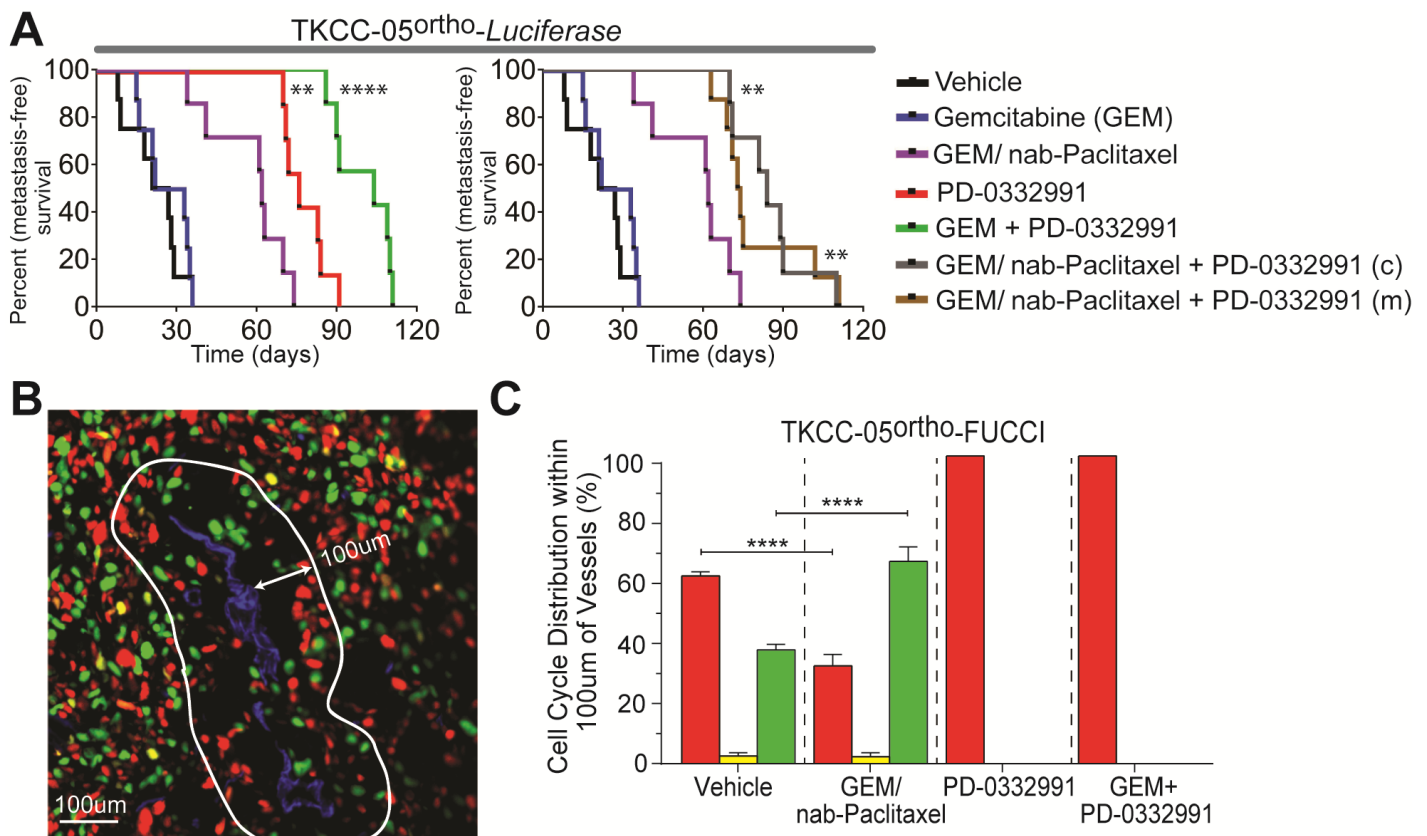 A
TKCC-05ortho-Luciferase
Percent (metastasis-free)
survival
100
80
60
40
20
0
** ****
0 30 60 90 120
Time (days)
Percent (metastasis-free)
survival
100
80
60
40
20
0
**
**
0 30 60 90 120
Time (days)
Vehicle
Gemcitabine (GEM)
GEM/ nab-Paclitaxel
PD-0332991
GEM + PD-0332991
GEM/ nab-Paclitaxel + PD-0332991 (c)
GEM/ nab-Paclitaxel + PD-0332991 (m)
B
100um
100um
C
TKCC-05ortho-FUCCI
Cell Cycle Distribution within
100um of Vessels (%)
100
80
60
40
20
0
****
****
Vehicle
GEM/
nab-Paclitaxel
PD-0332991
GEM+
PD-0332991